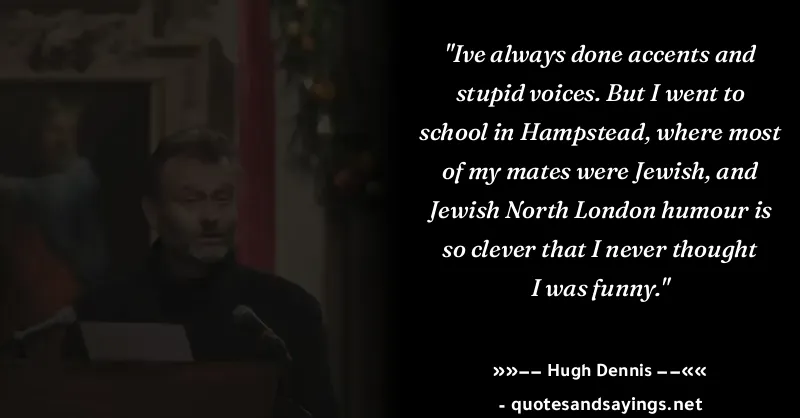 "Ive always done accents and
stupid voices. But I went to
school in Hampstead, where most
of my mates were Jewish, and
Jewish North London humour is
so clever that I never thought
I was funny."
»»−− Hugh Dennis −−««
- quotesandsayings.net